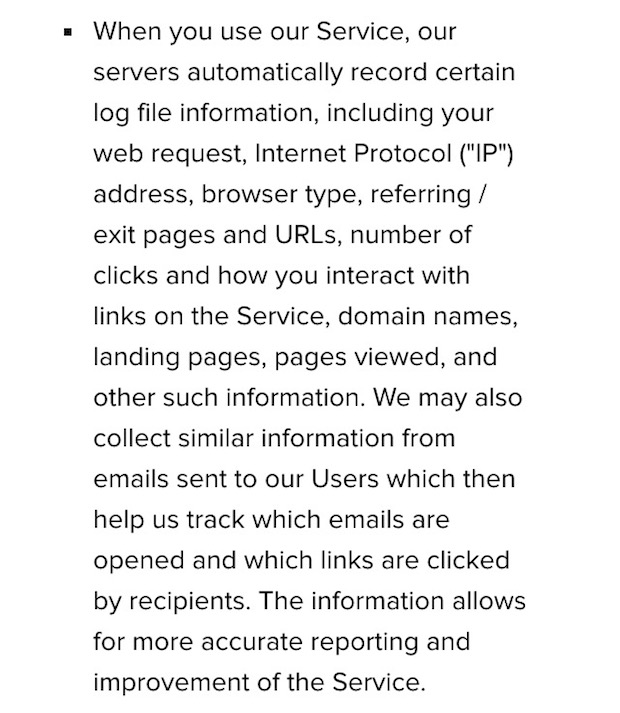 ▪ When you use our Service, our
servers automatically record certain
log file information, including your
web request, Internet Protocol ("IP")
address, browser type, referring /
exit pages and URLs, number of
clicks and how you interact with
links on the Service, domain names,
landing pages, pages viewed, and
other such information. We may also
collect similar information from
emails sent to our Users which then
help us track which emails are
opened and which links are clicked
by recipients. The information allows
for more accurate reporting and
improvement of the Service.